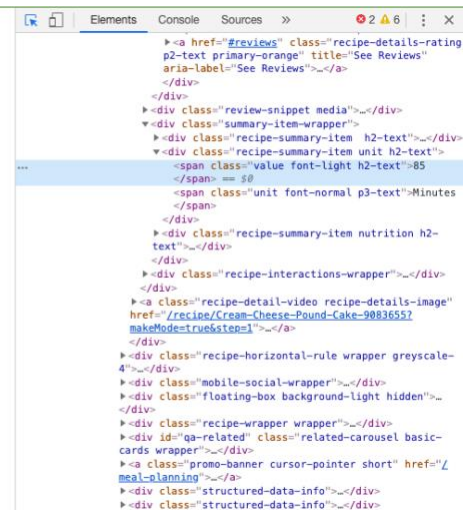 Elements Console Sources » 2 6 ⋮ ×
▶<a href="#reviews" class="recipe-details-rating
p2-text primary-orange" title="See Reviews"
aria-label="See Reviews">…</a>
</div>
</div>
▶<div class="review-snippet media">…</div>
▼<div class="summary-item-wrapper">
▶<div class="recipe-summary-item  h2-text">…</div>
▼<div class="recipe-summary-item unit h2-text">
… <span class="value font-light h2-text">85
</span> == $0
<span class="unit font-normal p3-text">Minutes
</span>
</div>
▶<div class="recipe-summary-item nutrition h2-
text">…</div>
</div>
▶<div class="recipe-interactions-wrapper">…</div>
</div>
▶<a class="recipe-detail-video recipe-details-image"
href="/recipe/Cream-Cheese-Pound-Cake-9083655?
makeMode=true&step=1">…</a>
</div>
▶<div class="recipe-horizontal-rule wrapper greyscale-
4">…</div>
▶<div class="mobile-social-wrapper">…</div>
▶<div class="floating-box background-light hidden">…
</div>
▶<div class="recipe-wrapper wrapper">…</div>
▶<div id="qa-related" class="related-carousel basic-
cards wrapper">…</div>
▶<a class="promo-banner cursor-pointer short" href="/
meal-planning">…</a>
▶<div class="structured-data-info">…</div>
▶<div class="structured-data-info">…</div>